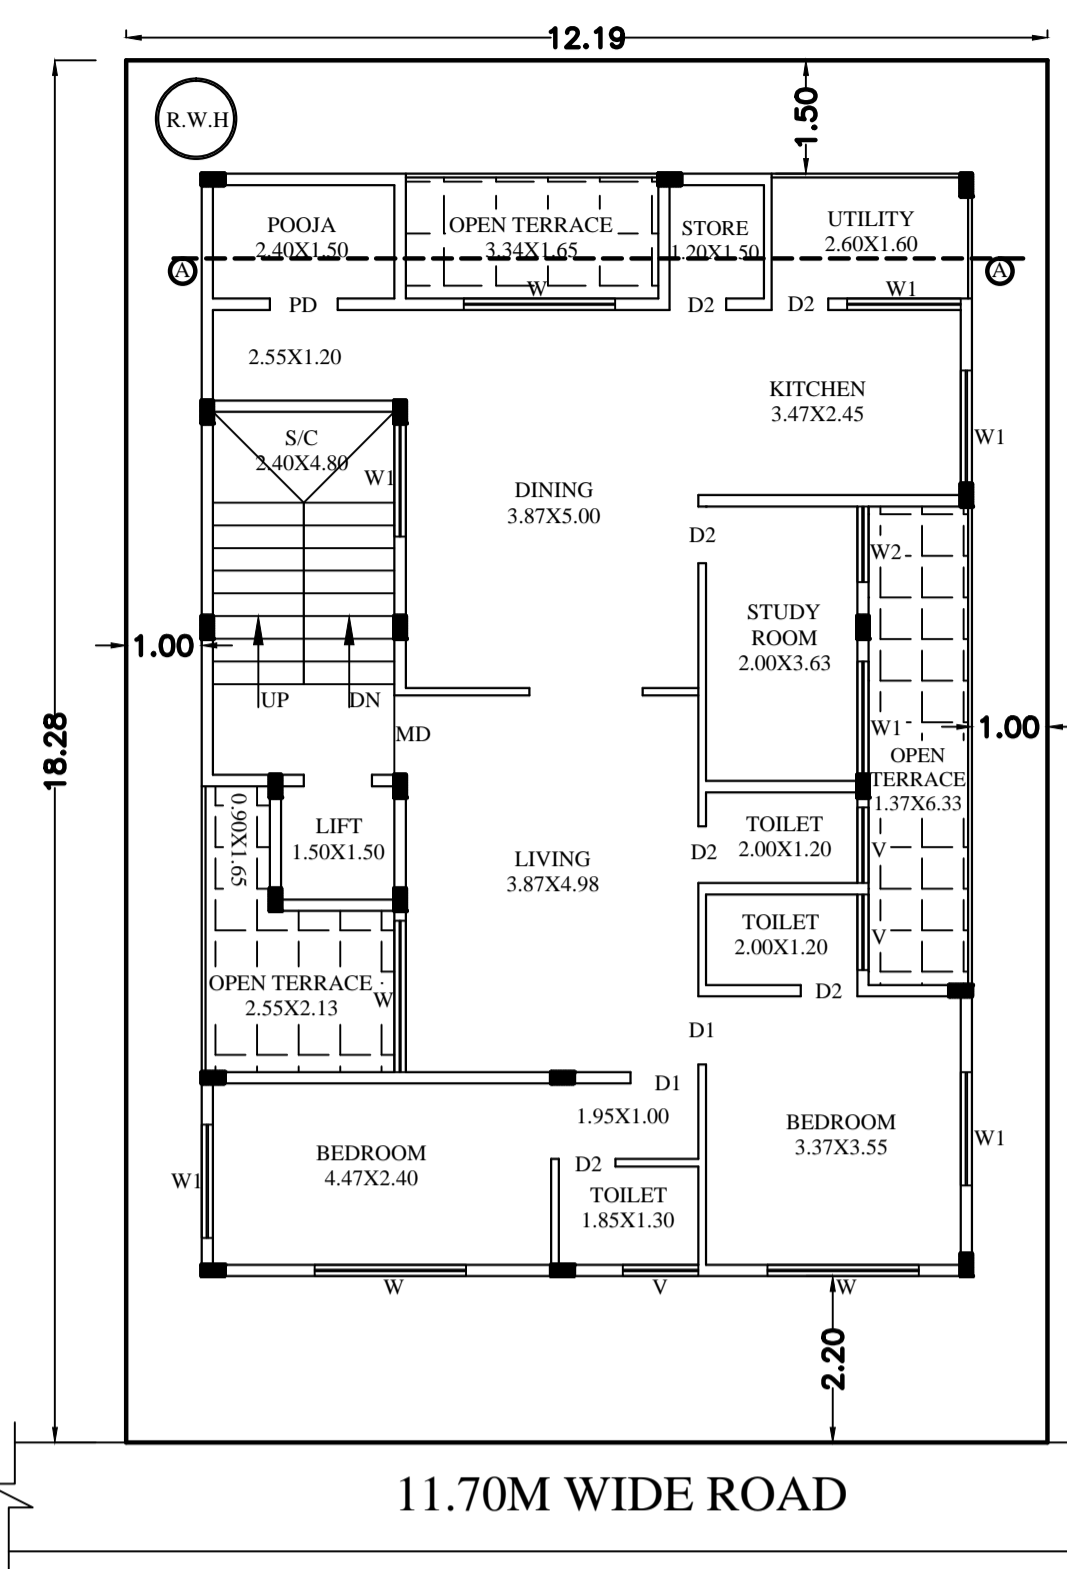 12.19
R.W.H
1.50
POOJA
2.40X1.50
OPEN TERRACE
3.34X1.65
STORE
1.20X1.50
UTILITY
2.60X1.60
A
A
W
W1
PD
D2
D2
2.55X1.20
KITCHEN
3.47X2.45
W1
S/C
2.40X4.80
W1
DINING
3.87X5.00
D2
W2
STUDY
ROOM
2.00X3.63
1.00
UP
DN
MD
W1
1.00
18.28
OPEN
TERRACE
1.37X6.33
0.90X1.65
LIFT
1.50X1.50
TOILET
2.00X1.20
D2
V
LIVING
3.87X4.98
TOILET
2.00X1.20
V
OPEN TERRACE
2.55X2.13
W
D2
D1
D1
1.95X1.00
BEDROOM
3.37X3.55
W1
BEDROOM
4.47X2.40
W1
D2
TOILET
1.85X1.30
W
V
W
2.20
11.70M WIDE ROAD